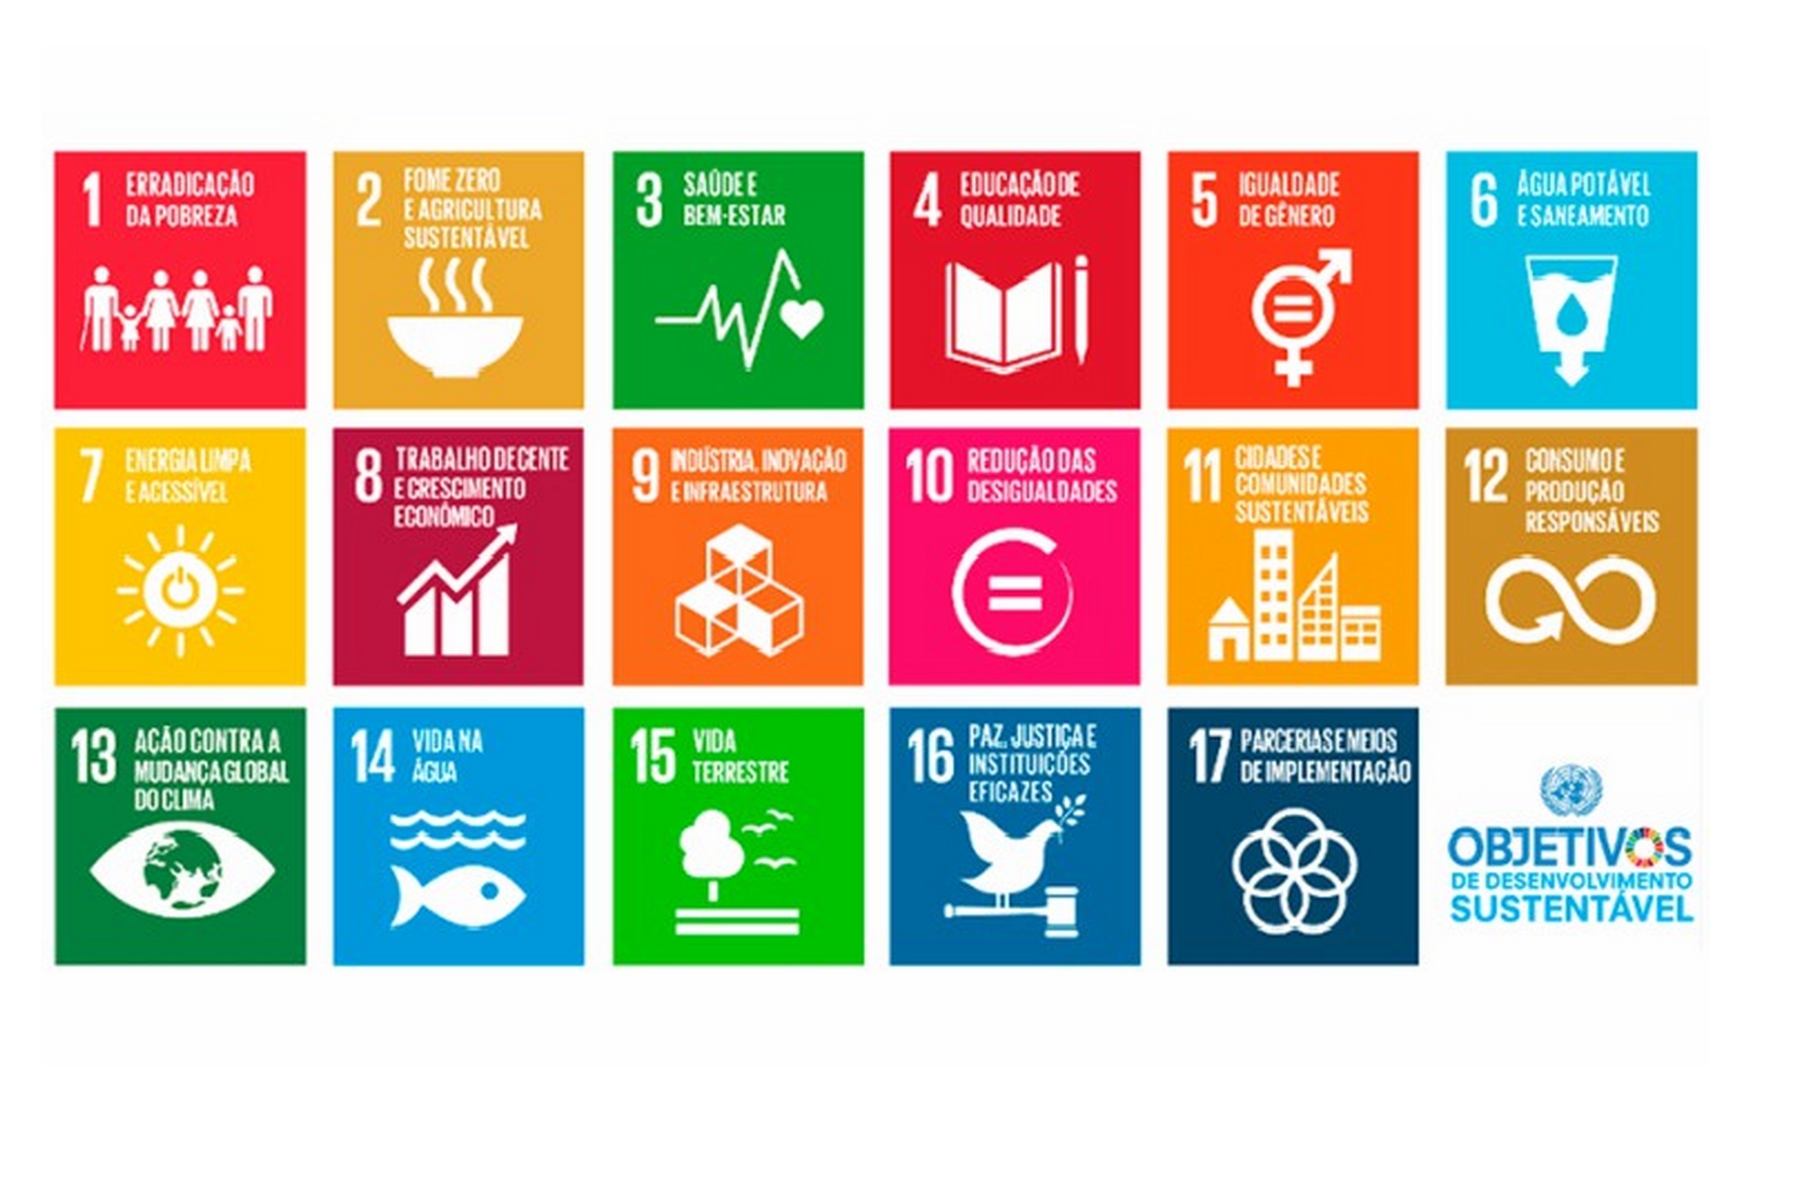 1 ERRADICAÇÃO
DA POBREZA
2 FOME ZERO
E AGRICULTURA
SUSTENTÁVEL
3 SAÚDE E
BEM-ESTAR
4 EDUCAÇÃO DE
QUALIDADE
5 IGUALDADE
DE GÊNERO
6 ÁGUA POTÁVEL
E SANEAMENTO
7 ENERGIA LIMPA
E ACESSÍVEL
8 TRABALHO DECENTE
E CRESCIMENTO
ECONÔMICO
9 INDÚSTRIA, INOVAÇÃO
E INFRAESTRUTURA
10 REDUÇÃO DAS
DESIGUALDADES
11 CIDADES E
COMUNIDADES
SUSTENTÁVEIS
12 CONSUMO E
PRODUÇÃO
RESPONSÁVEIS
13 AÇÃO CONTRA A
MUDANÇA GLOBAL
DO CLIMA
14 VIDA NA
ÁGUA
15 VIDA
TERRESTRE
16 PAZ, JUSTIÇA E
INSTITUIÇÕES
EFICAZES
17 PARCERIAS E MEIOS
DE IMPLEMENTAÇÃO
OBJETIVOS
DE DESENVOLVIMENTO
SUSTENTÁVEL